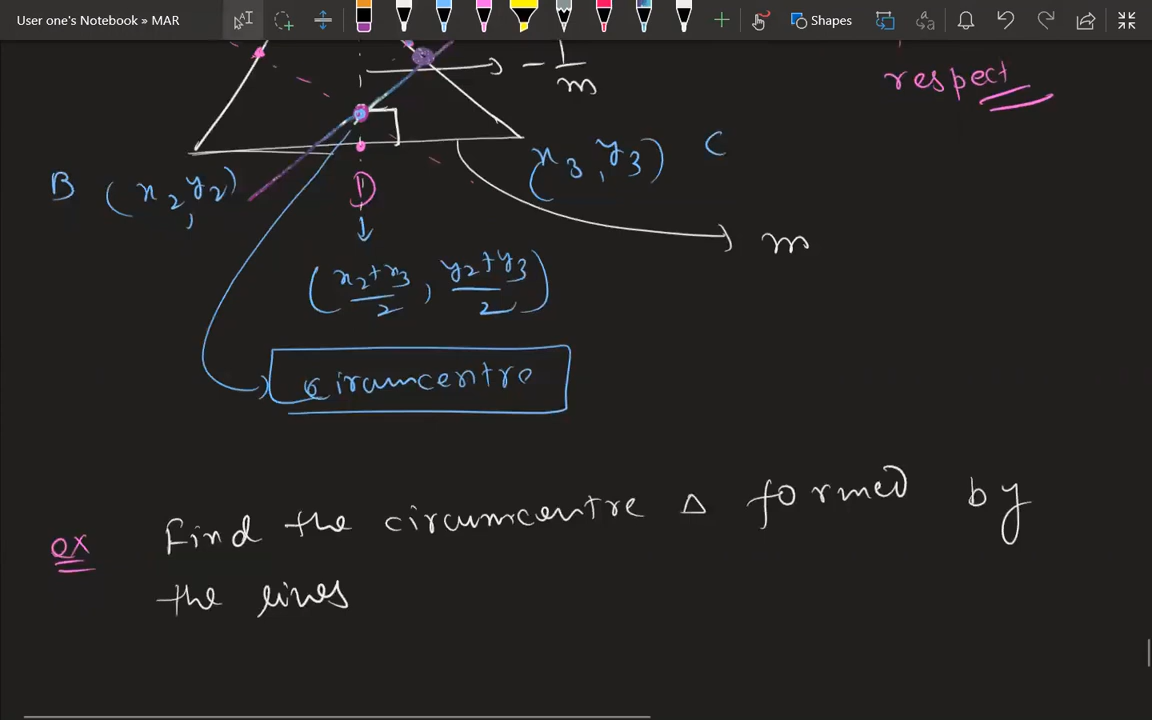 User one's Notebook » MAR
Shapes
respect
- 1/m
B (x2, y2)
(x3, y3) C
D
m
(x2+x3/2, y2+y3/2)
circumcentre
ex Find the circumcentre Δ formed by
the lines